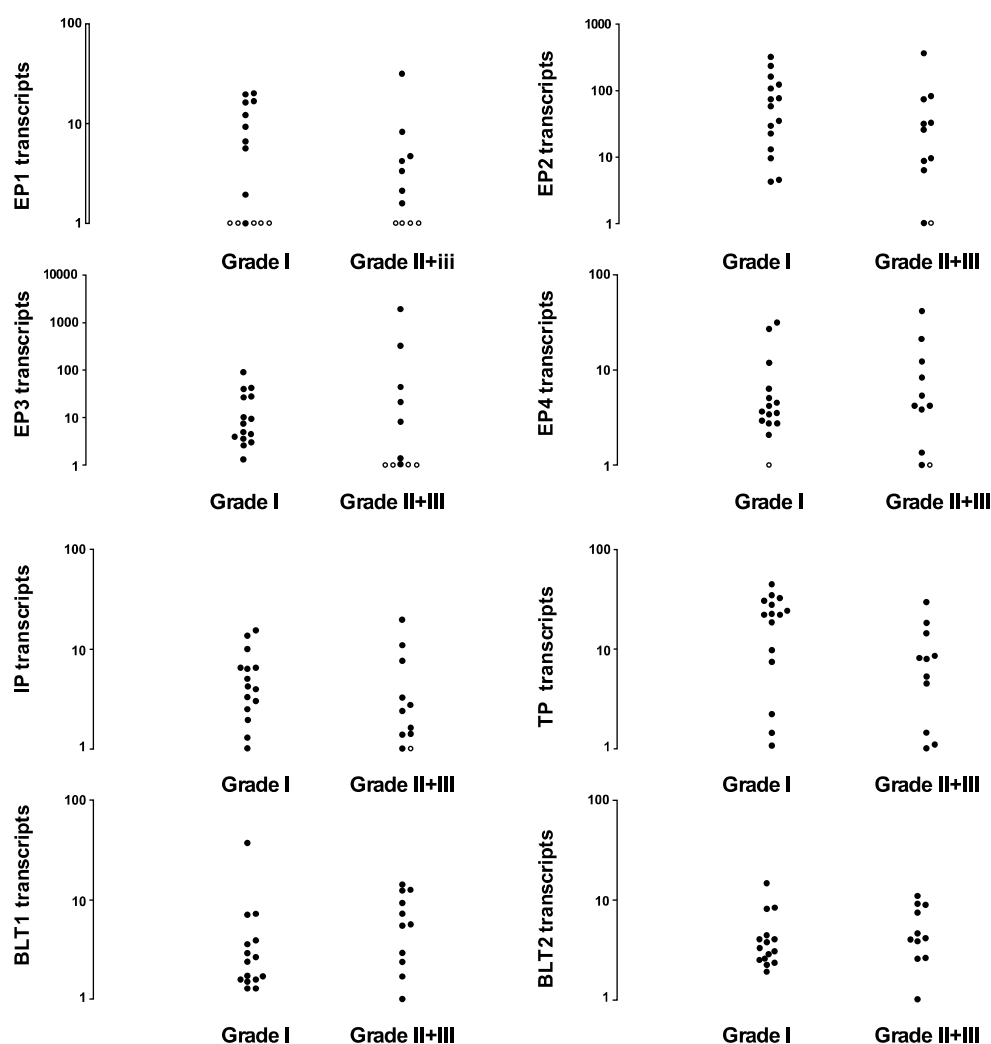 EP1 transcripts
100
10
1
Grade I
Grade II+iii
EP2 transcripts
1000
100
10
1
Grade I
Grade II+III
EP3 transcripts
10000
1000
100
10
1
Grade I
Grade II+III
EP4 transcripts
100
10
1
Grade I
Grade II+III
IP transcripts
100
10
1
Grade I
Grade II+III
TP transcripts
100
10
1
Grade I
Grade II+III
BLT1 transcripts
100
10
1
Grade I
Grade II+III
BLT2 transcripts
100
10
1
Grade I
Grade II+III